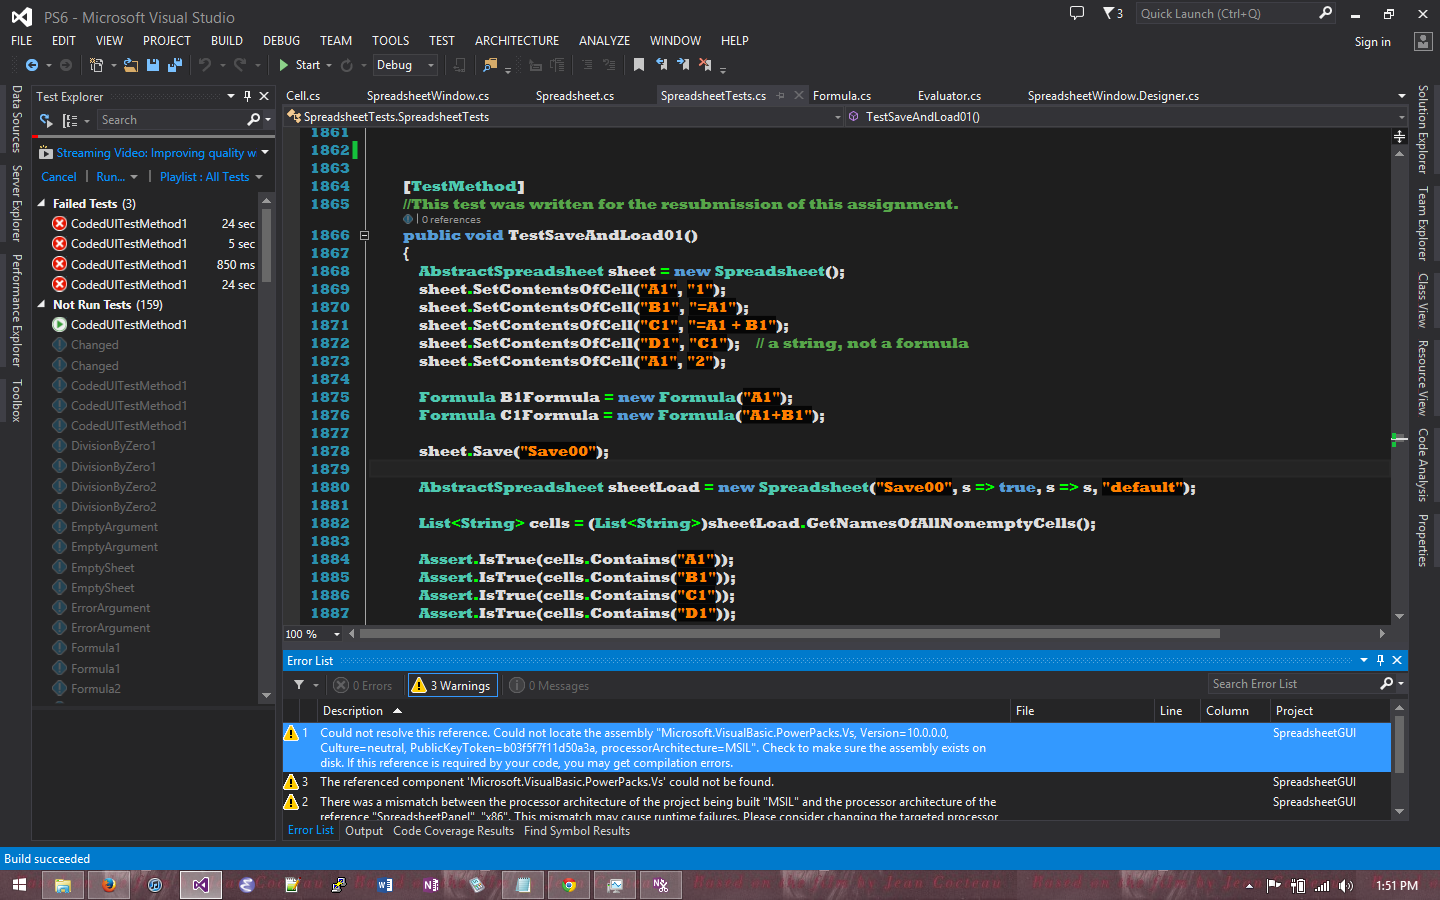 PS6 - Microsoft Visual Studio
3
Quick Launch (Ctrl+Q)
FILE EDIT VIEW PROJECT BUILD DEBUG TEAM TOOLS TEST ARCHITECTURE ANALYZE WINDOW HELP
Sign in
Start Debug
Data Sources
Server Explorer
Performance Explorer
Toolbox
Test Explorer
Search
Streaming Video: Improving quality w
Cancel | Run... | Playlist : All Tests
Failed Tests (3)
CodedUITestMethod1 24 sec
CodedUITestMethod1 5 sec
CodedUITestMethod1 850 ms
CodedUITestMethod1 24 sec
Not Run Tests (159)
CodedUITestMethod1
Changed
Changed
CodedUITestMethod1
CodedUITestMethod1
CodedUITestMethod1
DivisionByZero1
DivisionByZero1
DivisionByZero2
DivisionByZero2
EmptyArgument
EmptyArgument
EmptySheet
EmptySheet
ErrorArgument
ErrorArgument
Formula1
Formula1
Formula2
Cell.cs SpreadsheetWindow.cs Spreadsheet.cs SpreadsheetTests.cs Formula.cs Evaluator.cs SpreadsheetWindow.Designer.cs
SpreadsheetTests.SpreadsheetTests TestSaveAndLoad01()
1861
1862
1863
1864 [TestMethod]
1865 //This test was written for the resubmission of this assignment.
| 0 references
1866 public void TestSaveAndLoad01()
1867 {
1868 AbstractSpreadsheet sheet = new Spreadsheet();
1869 sheet.SetContentsOfCell("A1", "1");
1870 sheet.SetContentsOfCell("B1", "=A1");
1871 sheet.SetContentsOfCell("C1", "=A1 + B1");
1872 sheet.SetContentsOfCell("D1", "C1"); // a string, not a formula
1873 sheet.SetContentsOfCell("A1", "2");
1874
1875 Formula B1Formula = new Formula("A1");
1876 Formula C1Formula = new Formula("A1+B1");
1877
1878 sheet.Save("Save00");
1879
1880 AbstractSpreadsheet sheetLoad = new Spreadsheet("Save00", s => true, s => s, "default");
1881
1882 List<String> cells = (List<String>)sheetLoad.GetNamesOfAllNonemptyCells();
1883
1884 Assert.IsTrue(cells.Contains("A1"));
1885 Assert.IsTrue(cells.Contains("B1"));
1886 Assert.IsTrue(cells.Contains("C1"));
1887 Assert.IsTrue(cells.Contains("D1"));
100 %
Solution Explorer
Team Explorer
Class View
Resource View
Code Analysis
Properties
Error List
0 Errors 3 Warnings 0 Messages
Search Error List
Description File Line Column Project
1 Could not resolve this reference. Could not locate the assembly "Microsoft.VisualBasic.PowerPacks.Vs, Version=10.0.0.0, SpreadsheetGUI
Culture=neutral, PublicKeyToken=b03f5f7f11d50a3a, processorArchitecture=MSIL". Check to make sure the assembly exists on
disk. If this reference is required by your code, you may get compilation errors.
3 The referenced component 'Microsoft.VisualBasic.PowerPacks.Vs' could not be found. SpreadsheetGUI
2 There was a mismatch between the processor architecture of the project being built "MSIL" and the processor architecture of the SpreadsheetGUI
reference "SpreadsheetPanel", "x86". This mismatch may cause runtime failures. Please consider changing the targeted processor
Error List Output Code Coverage Results Find Symbol Results
Build succeeded
1:51 PM